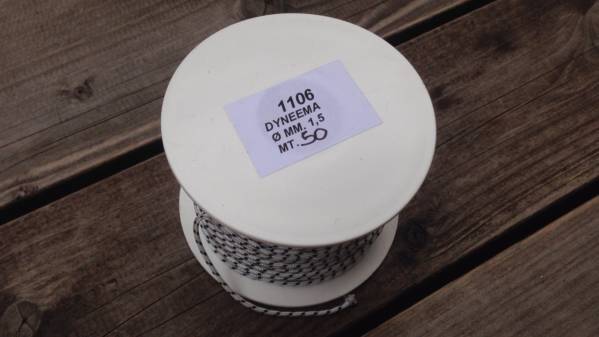 1106
DYNEEMA
Ø MM. 1,5
MT. 50